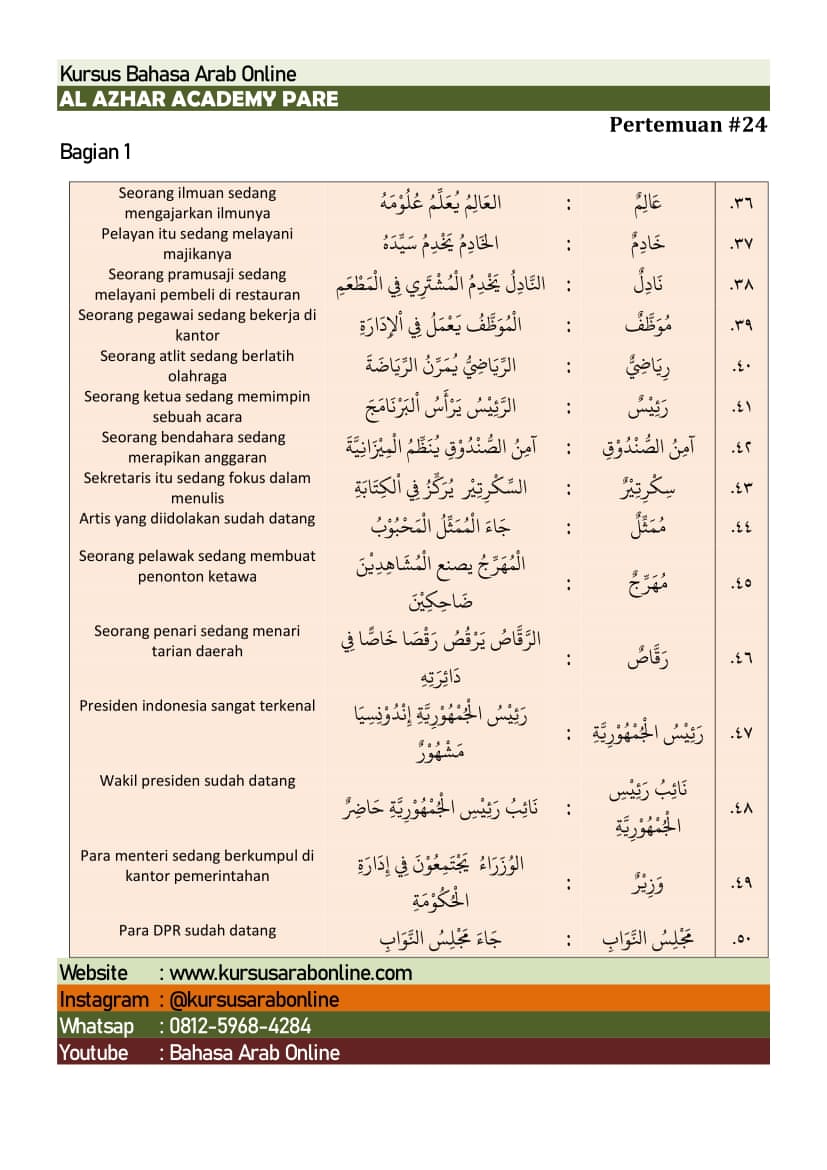 Kursus Bahasa Arab Online
AL AZHAR ACADEMY PARE
Pertemuan #24
Bagian 1
٣٦. عَالِمٌ : العَالِمُ يُعَلِّمُ عُلُوْمَهُ
Seorang ilmuan sedang
mengajarkan ilmunya
٣٧. خَادِمٌ : الخَادِمُ يَخْدِمُ سَيِّدَهُ
Pelayan itu sedang melayani
majikanya
٣٨. نَادِلٌ : النَّادِلُ يَخْدِمُ الْمُشْتَرِي فِي الْمَطْعَمِ
Seorang pramusaji sedang
melayani pembeli di restauran
٣٩. مُوَظَّفٌ : الْمُوَظَّفُ يَعْمَلُ فِي اْلإِدَارَةِ
Seorang pegawai sedang bekerja di
kantor
٤٠. رِيَاضِيٌّ : الرِّيَاضِيُّ يُمَرِّنُ الرِّيَاضَةَ
Seorang atlit sedang berlatih
olahraga
٤١. رَئِيْسٌ : الرَّئِيْسُ يَرْأَسُ اْلبَرْنَامَجَ
Seorang ketua sedang memimpin
sebuah acara
٤٢. آمِنُ الصُّنْدُوْقِ : آمِنُ الصُّنْدُوْقِ يُنَظِّمُ الْمِيْزَانِيَّةَ
Seorang bendahara sedang
merapikan anggaran
٤٣. سِكْرِتِيْرٌ : السِّكْرِتِيْر يُرَكِّزُ فِي اْلكِتَابَةِ
Sekretaris itu sedang fokus dalam
menulis
٤٤. مُمَثِّلٌ : جَاءَ الْمُمَثِّلُ الْمَحْبُوْبُ
Artis yang diidolakan sudah datang
٤٥. مُهَرِّجٌ : الْمُهَرِّجُ يصنع الْمُشَاهِدِيْنَ
ضَاحِكِيْنَ
Seorang pelawak sedang membuat
penonton ketawa
٤٦. رَقَّاصٌ : الرَّقَّاصُ يَرْقُصُ رَقْصًا خَاصًّا فِي
دَائِرَتِهِ
Seorang penari sedang menari
tarian daerah
٤٧. رَئِيْسُ الجُمْهُوْرِيَّةِ : رَئِيْسُ الجُمْهُوْرِيَّةِ إِنْدُوْنِسِيَا
مَشْهُوْرٌ
Presiden indonesia sangat terkenal
٤٨. نَائِبُ رَئِيْسِ
الجُمْهُوْرِيَّةِ : نَائِبُ رَئِيْسِ الجُمْهُوْرِيَّةِ حَاضِرٌ
Wakil presiden sudah datang
٤٩. وَزِيْرٌ : الوُزَرَاءُ يَجْتَمِعُوْنَ فِي إِدَارَةِ
الحُكُوْمَةِ
Para menteri sedang berkumpul di
kantor pemerintahan
٥٠. مَجْلِسُ النَّوَابِ : جَاءَ مَجْلِسُ النَّوَابِ
Para DPR sudah datang
Website : www.kursusarabonline.com
Instagram : @kursusarabonline
Whatsap : 0812-5968-4284
Youtube : Bahasa Arab Online